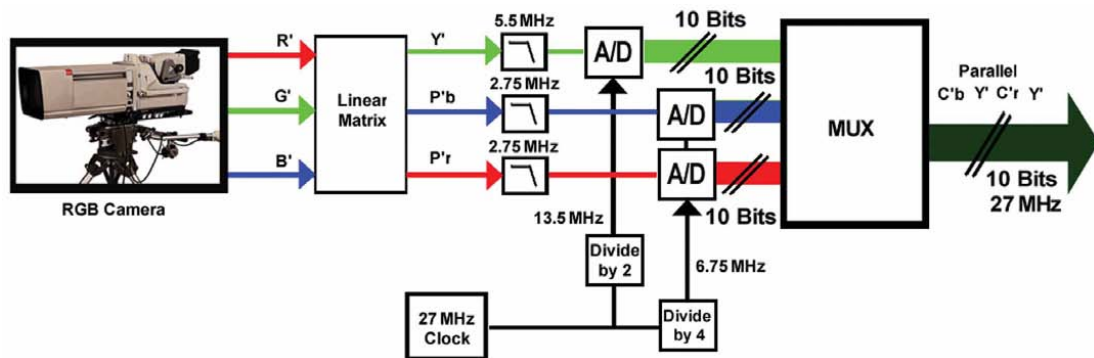 R'
G'
B'
RGB Camera
Linear
Matrix
Y'
P'b
P'r
5.5 MHz
2.75 MHz
2.75 MHz
A/D
A/D
A/D
10 Bits
10 Bits
10 Bits
MUX
Parallel
C'b Y' C'r Y'
10 Bits
27 MHz
13.5 MHz
6.75 MHz
Divide
by 2
Divide
by 4
27 MHz
Clock